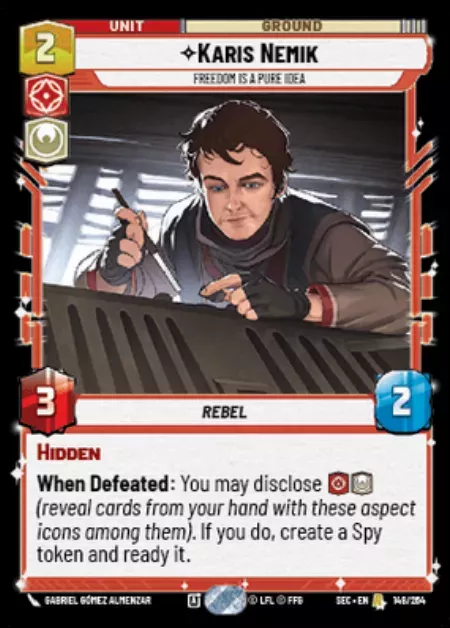 UNIT GROUND
2 ✧KARIS NEMIK
FREEDOM IS A PURE IDEA
3 REBEL 2
HIDDEN
When Defeated: You may disclose
(reveal cards from your hand with these aspect
icons among them). If you do, create a Spy
token and ready it.
GABRIEL GÓMEZ ALMENZAR A © LFL © FFG SEC • EN 146/264